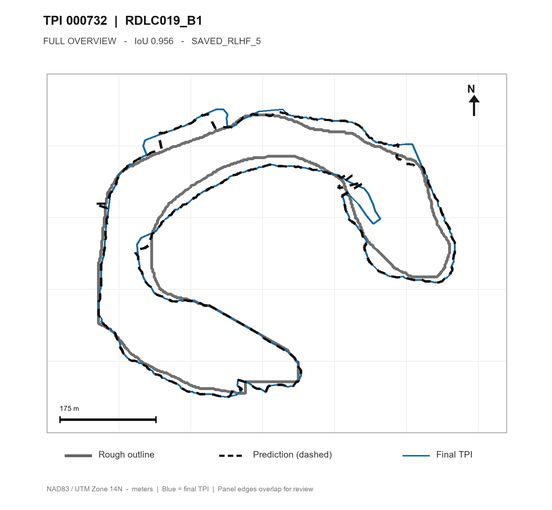 TPI 000732 | RDLC019_B1
FULL OVERVIEW - IoU 0.956 - SAVED_RLHF_5
N
175 m
Rough outline
Prediction (dashed)
Final TPI
NAD83 / UTM Zone 14N - meters | Blue = final TPI | Panel edges overlap for review